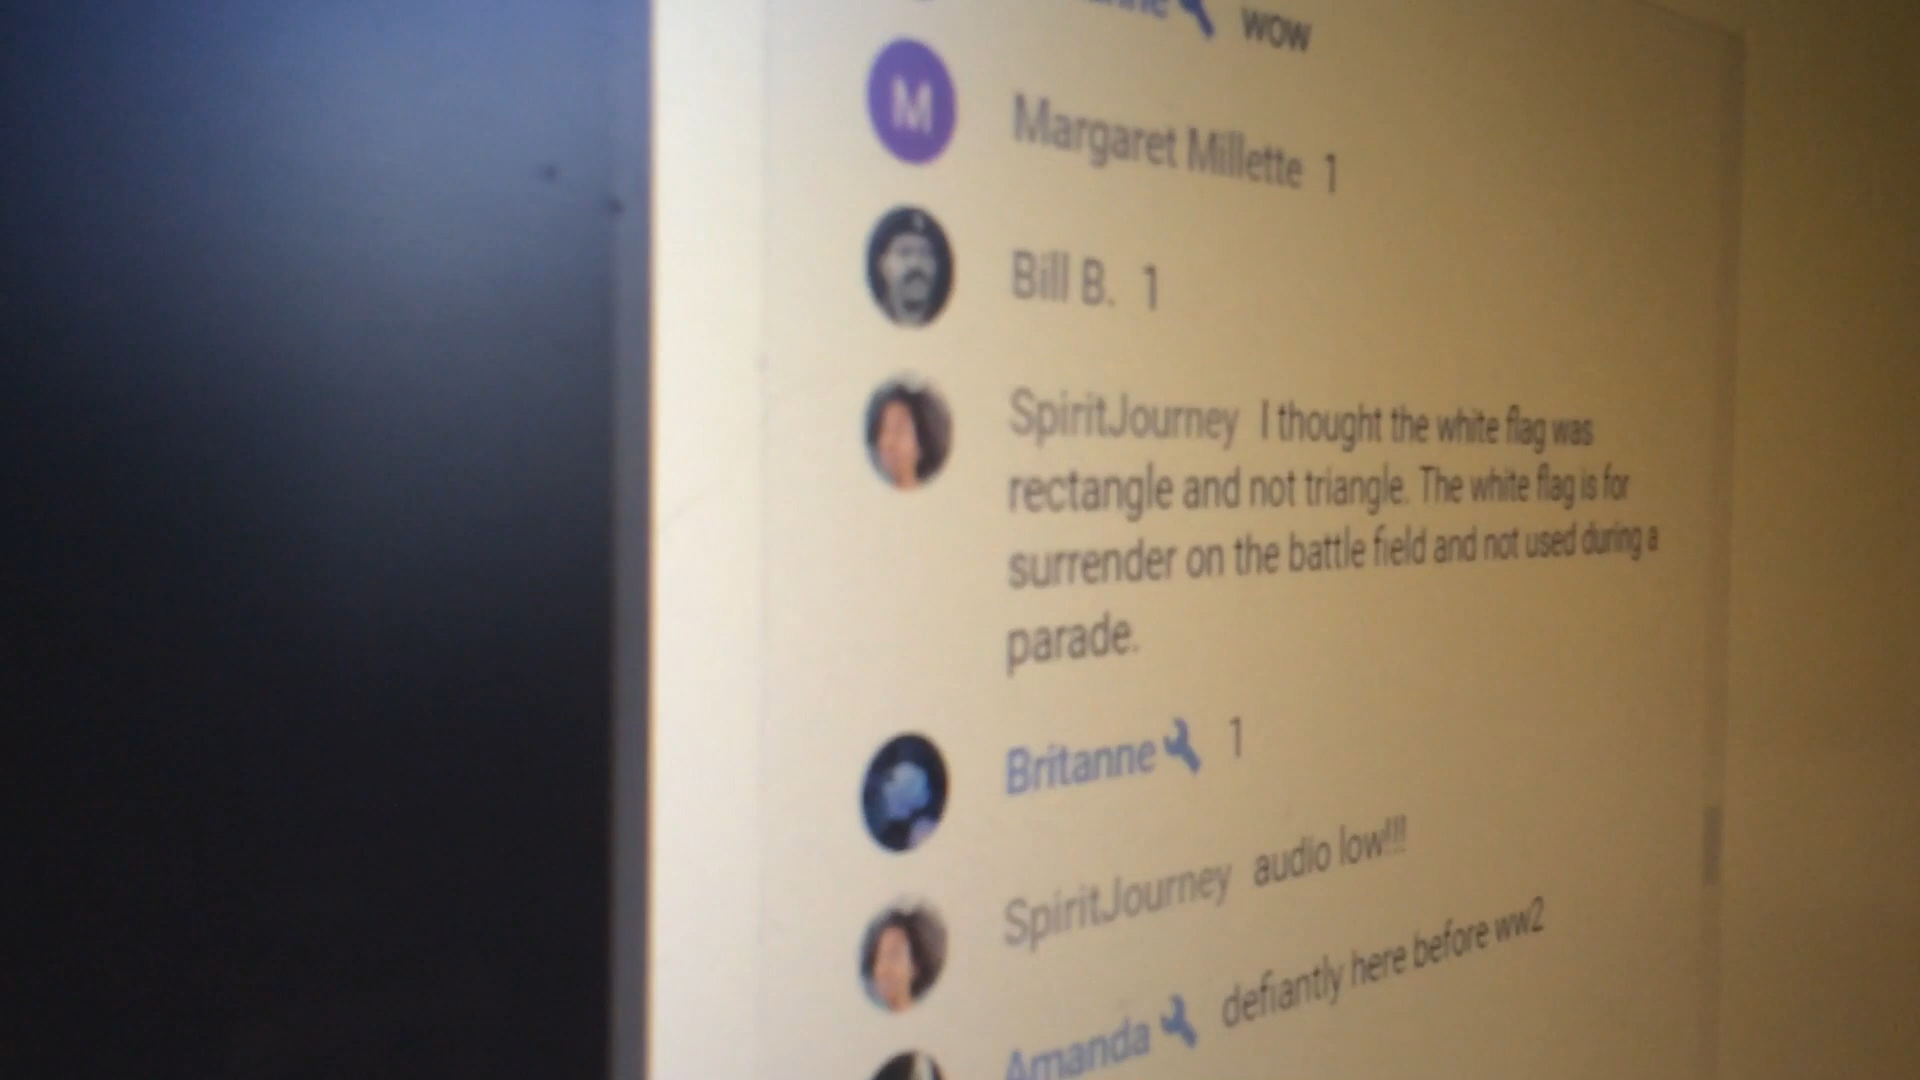 wow
M
Margaret Millette 1
Bill B. 1
SpiritJourney I thought the white flag was
rectangle and not triangle. The white flag is for
surrender on the battle field and not used during a
parade.
Britanne 1
SpiritJourney audio low!!!
Amanda defiantly here before ww2